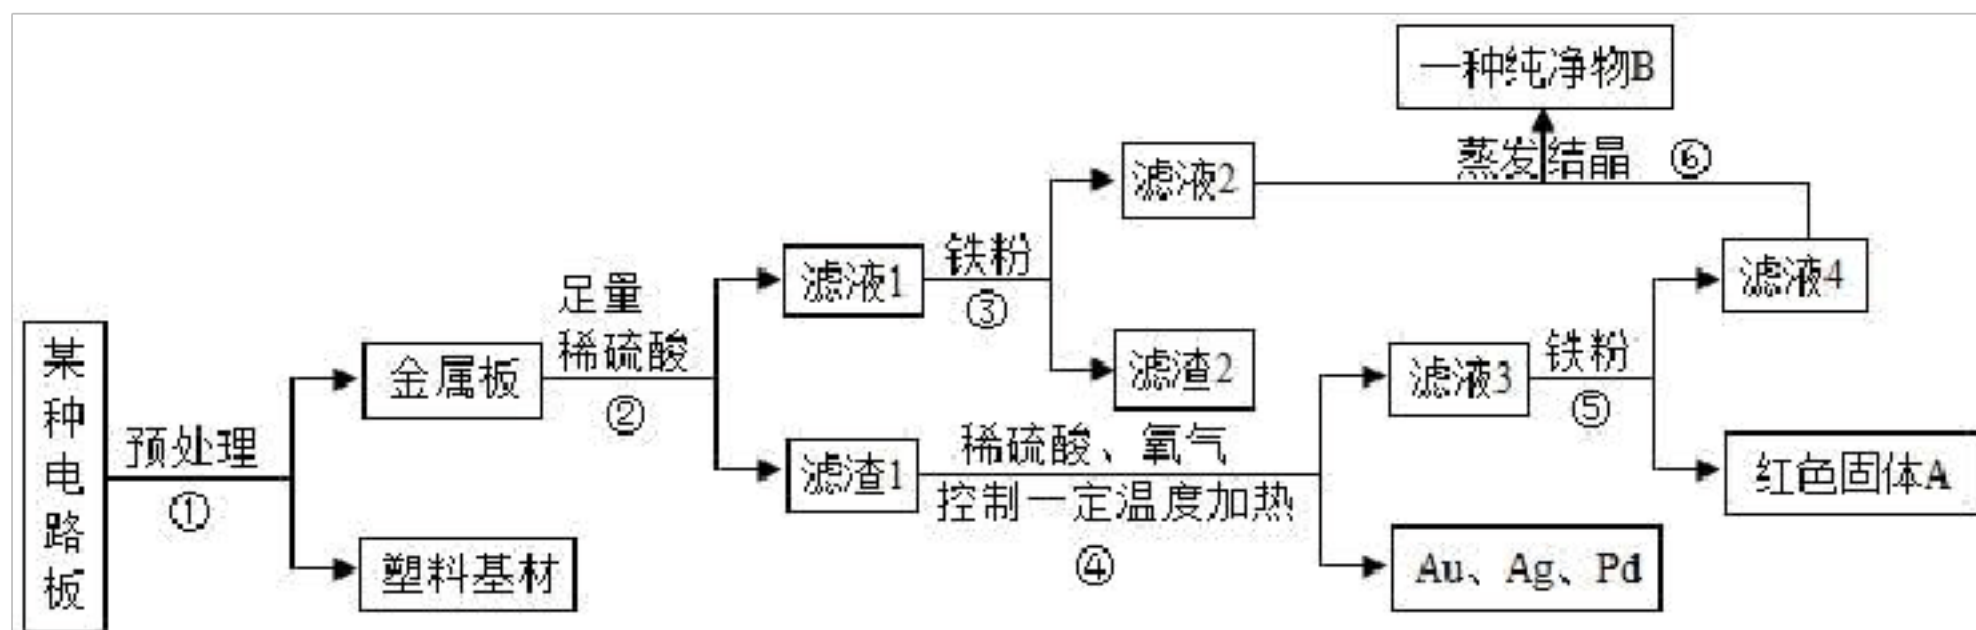 某种电路板
预处理
①
金属板
塑料基材
足量
稀硫酸
②
滤液1
滤渣1
铁粉
③
滤液2
滤渣2
稀硫酸、氧气
控制一定温度加热
④
滤液3
Au、Ag、Pd
铁粉
⑤
滤液4
红色固体A
蒸发结晶 ⑥
一种纯净物B